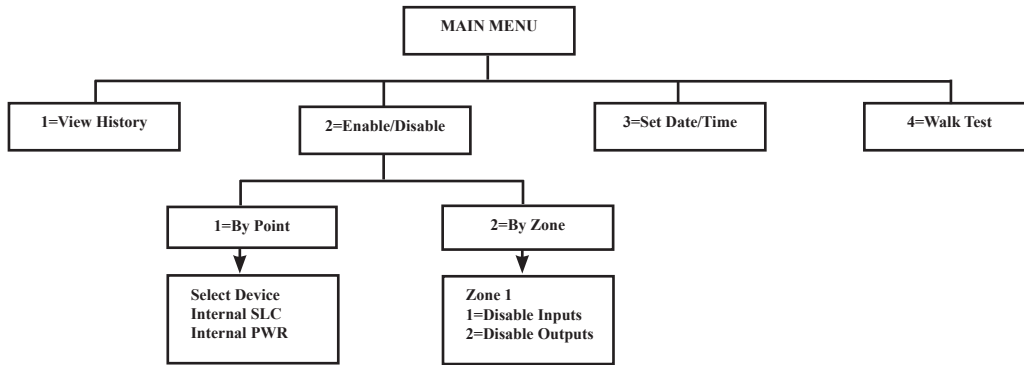 MAIN MENU
1=View History
2=Enable/Disable
3=Set Date/Time
4=Walk Test
1=By Point
2=By Zone
Select Device
Internal SLC
Internal PWR
Zone 1
1=Disable Inputs
2=Disable Outputs